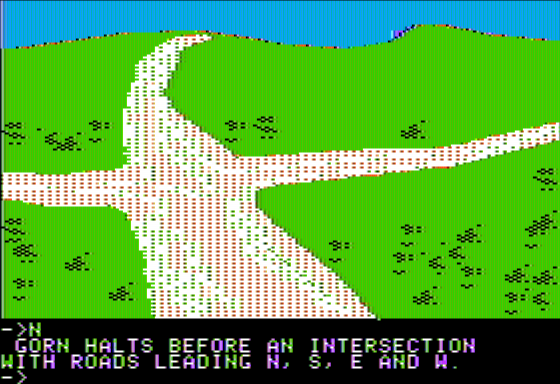 ->N
GORN HALTS BEFORE AN INTERSECTION
WITH ROADS LEADING N, S, E AND W.
->